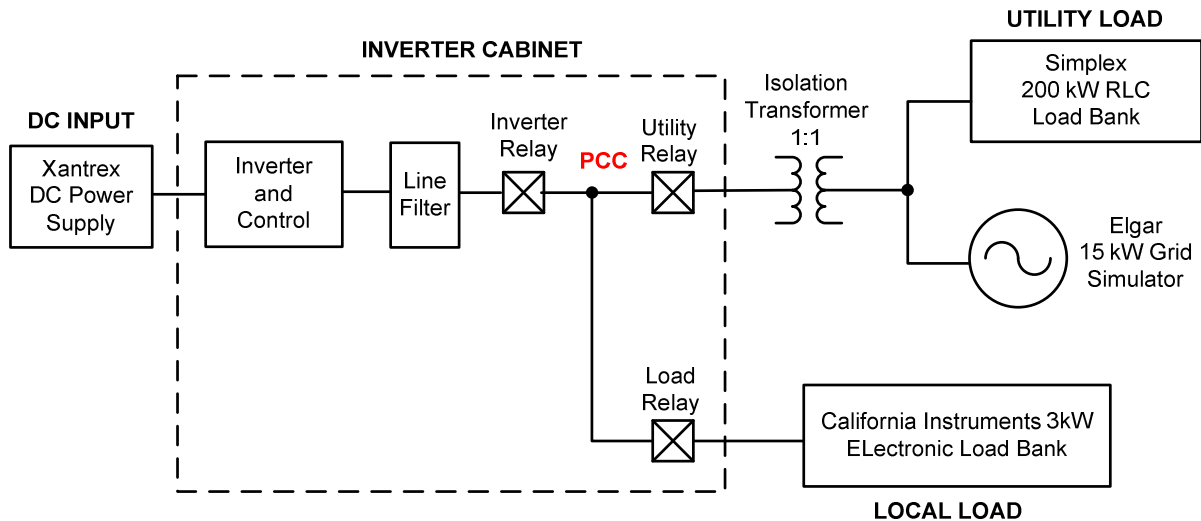 UTILITY LOAD
Simplex
200 kW RLC
Load Bank
INVERTER CABINET
Isolation
Transformer
1:1
DC INPUT
Xantrex
DC Power
Supply
Inverter
and
Control
Line
Filter
Inverter
Relay
PCC
Utility
Relay
Elgar
15 kW Grid
Simulator
Load
Relay
California Instruments 3kW
ELectronic Load Bank
LOCAL LOAD